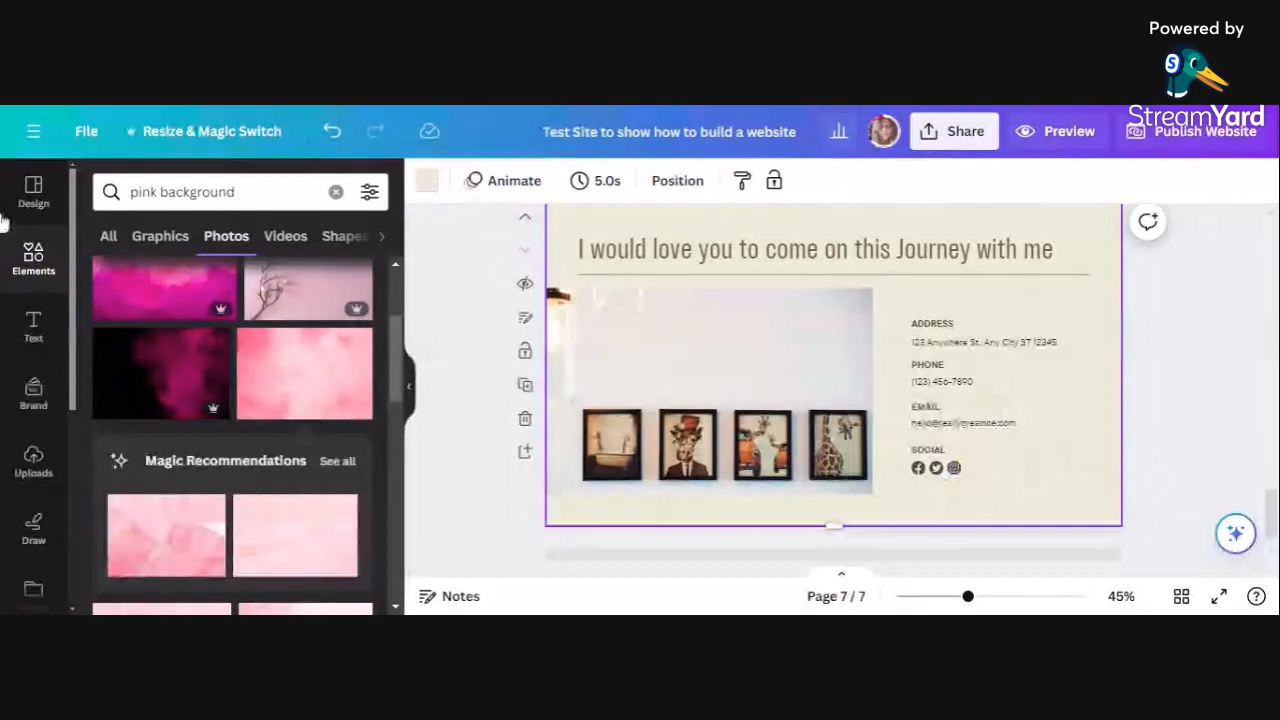 Powered by
S
StreamYard
File
Resize & Magic Switch
Test Site to show how to build a website
Share
Preview
Publish Website
Design
Elements
Text
Brand
Uploads
Draw
pink background
All
Graphics
Photos
Videos
Shapes
Magic Recommendations
See all
Animate
5.0s
Position
I would love you to come on this Journey with me
ADDRESS
123 Anywhere St. Any City ST 12345
PHONE
(123) 456-7890
EMAIL
SOCIAL
Notes
Page 7 / 7
45%